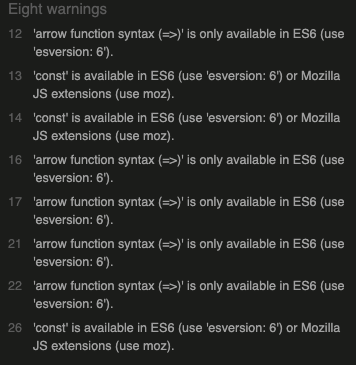 Eight warnings
12 'arrow function syntax (=>)' is only available in ES6 (use
'esversion: 6').
13 'const' is available in ES6 (use 'esversion: 6') or Mozilla
JS extensions (use moz).
14 'const' is available in ES6 (use 'esversion: 6') or Mozilla
JS extensions (use moz).
16 'arrow function syntax (=>)' is only available in ES6 (use
'esversion: 6').
17 'arrow function syntax (=>)' is only available in ES6 (use
'esversion: 6').
21 'arrow function syntax (=>)' is only available in ES6 (use
'esversion: 6').
22 'arrow function syntax (=>)' is only available in ES6 (use
'esversion: 6').
26 'const' is available in ES6 (use 'esversion: 6') or Mozilla
JS extensions (use moz).